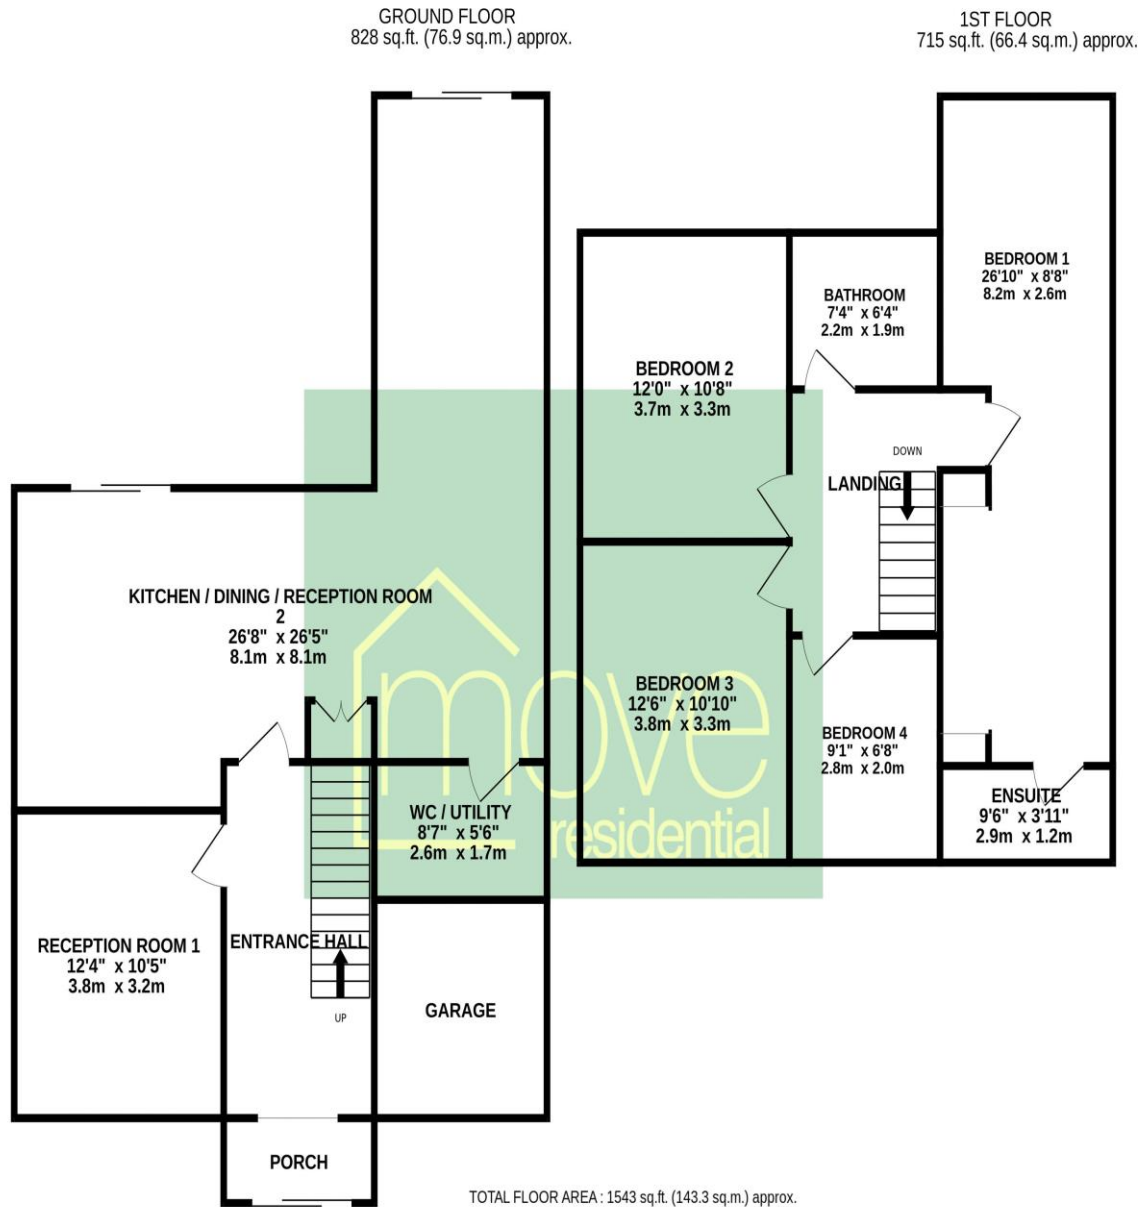 GROUND FLOOR
828 sq.ft. (76.9 sq.m.) approx.
KITCHEN / DINING / RECEPTION ROOM
2
26'8" x 26'5"
8.1m x 8.1m
WC / UTILITY
8'7" x 5'6"
2.6m x 1.7m
RECEPTION ROOM 1
12'4" x 10'5"
3.8m x 3.2m
ENTRANCE HALL
UP
GARAGE
PORCH
1ST FLOOR
715 sq.ft. (66.4 sq.m.) approx.
BEDROOM 1
26'10" x 8'8"
8.2m x 2.6m
BATHROOM
7'4" x 6'4"
2.2m x 1.9m
BEDROOM 2
12'0" x 10'8"
3.7m x 3.3m
DOWN
LANDING
BEDROOM 3
12'6" x 10'10"
3.8m x 3.3m
BEDROOM 4
9'1" x 6'8"
2.8m x 2.0m
ENSUITE
9'6" x 3'11"
2.9m x 1.2m
move
residential
TOTAL FLOOR AREA : 1543 sq.ft. (143.3 sq.m.) approx.